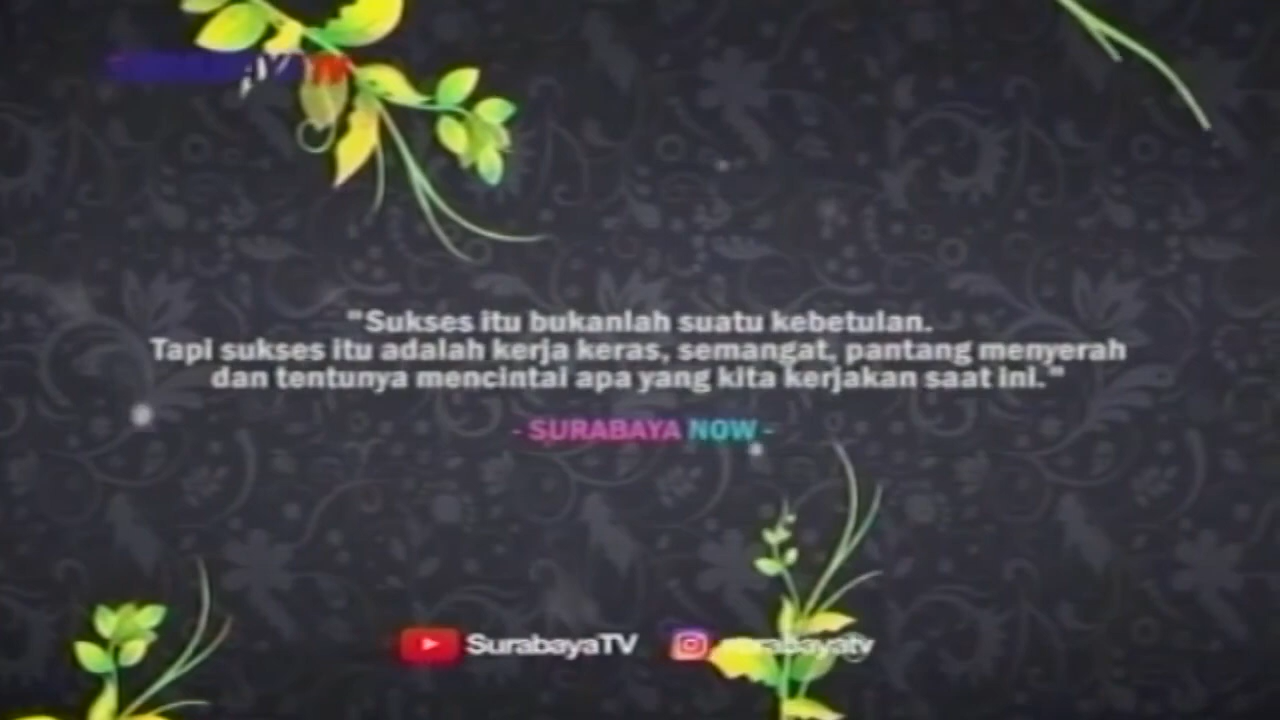 "Sukses itu bukanlah suatu kebetulan.
Tapi sukses itu adalah kerja keras, semangat, pantang menyerah
dan tentunya mencintai apa yang kita kerjakan saat ini."
- SURABAYA NOW -
SurabayaTV surabayatv